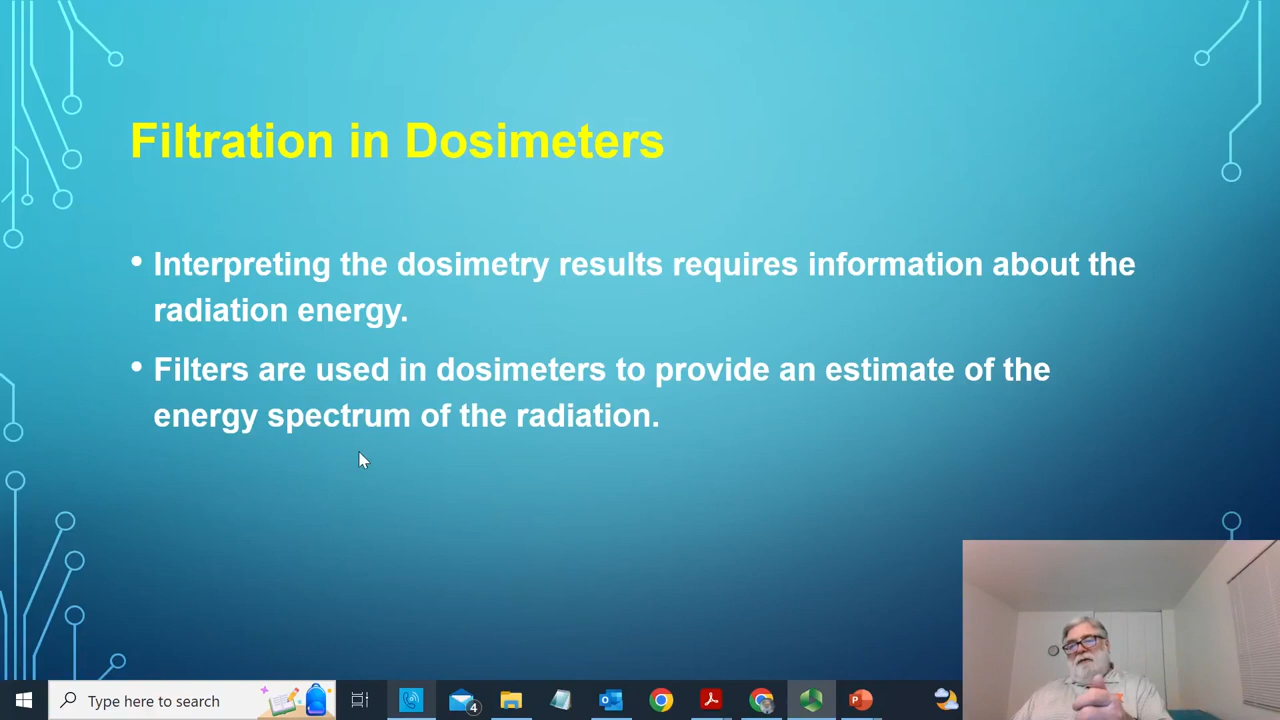 Filtration in Dosimeters
• Interpreting the dosimetry results requires information about the
radiation energy.
• Filters are used in dosimeters to provide an estimate of the
energy spectrum of the radiation.
Type here to search
4